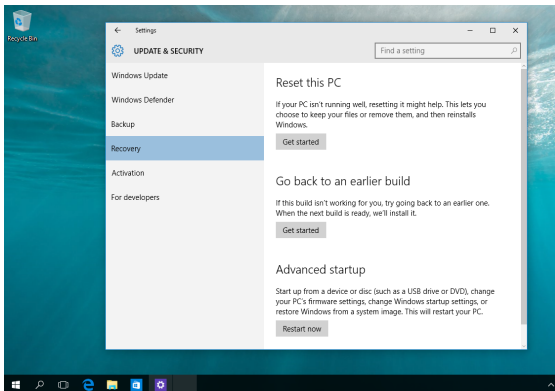 Recycle Bin
Settings
UPDATE & SECURITY
Find a setting
Windows Update
Windows Defender
Backup
Recovery
Activation
For developers
Reset this PC
If your PC isn't running well, resetting it might help. This lets you
choose to keep your files or remove them, and then reinstalls
Windows.
Get started
Go back to an earlier build
If this build isn't working for you, try going back to an earlier one.
When the next build is ready, we'll install it.
Get started
Advanced startup
Start up from a device or disc (such as a USB drive or DVD), change
your PC's firmware settings, change Windows startup settings, or
restore Windows from a system image. This will restart your PC.
Restart now